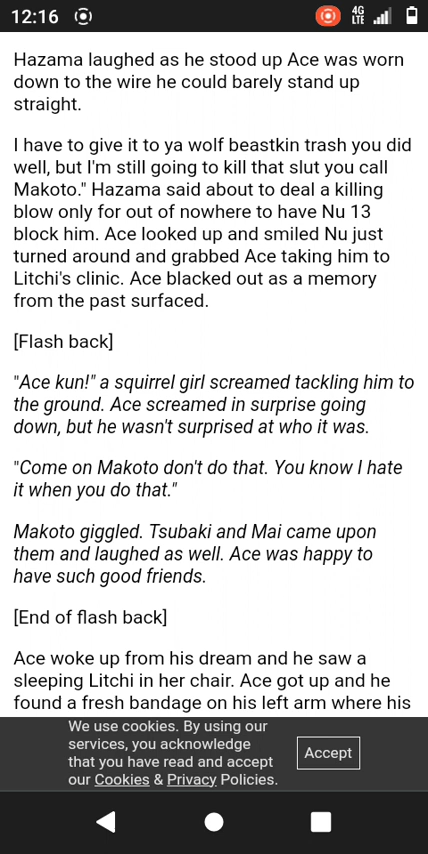 12:16
4G
LTE
Hazama laughed as he stood up Ace was worn
down to the wire he could barely stand up
straight.
I have to give it to ya wolf beastkin trash you did
well, but I'm still going to kill that slut you call
Makoto." Hazama said about to deal a killing
blow only for out of nowhere to have Nu 13
block him. Ace looked up and smiled Nu just
turned around and grabbed Ace taking him to
Litchi's clinic. Ace blacked out as a memory
from the past surfaced.
[Flash back]
"Ace kun!" a squirrel girl screamed tackling him to
the ground. Ace screamed in surprise going
down, but he wasn't surprised at who it was.
"Come on Makoto don't do that. You know I hate
it when you do that."
Makoto giggled. Tsubaki and Mai came upon
them and laughed as well. Ace was happy to
have such good friends.
[End of flash back]
Ace woke up from his dream and he saw a
sleeping Litchi in her chair. Ace got up and he
found a fresh bandage on his left arm where his
We use cookies. By using our
services, you acknowledge
that you have read and accept
our Cookies & Privacy Policies.
Accept